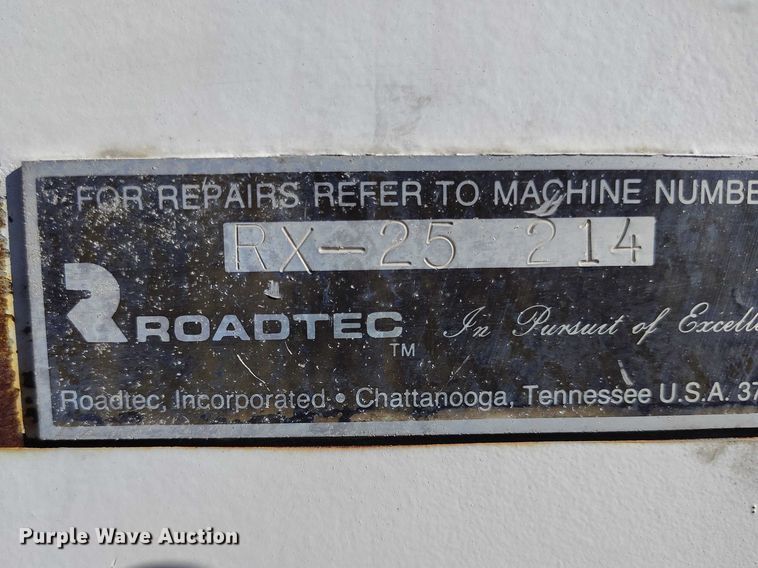 FOR REPAIRS REFER TO MACHINE NUMBE
RX-25 214
ROADTEC TM In Pursuit of Excelle
Roadtec, Incorporated • Chattanooga, Tennessee U.S.A. 37
Purple Wave Auction